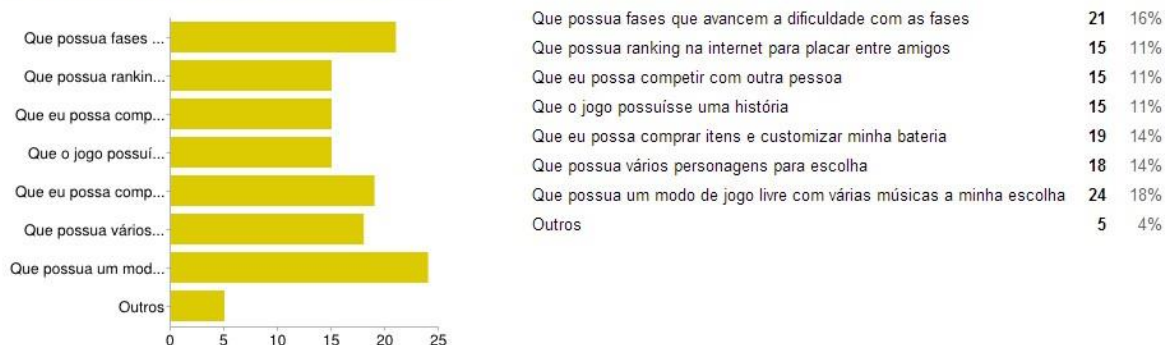 Que possua fases ...
Que possua rankin...
Que eu possa comp...
Que o jogo possuí...
Que eu possa comp...
Que possua vários...
Que possua um mod...
Outros
0 5 10 15 20 25
Que possua fases que avancem a dificuldade com as fases 21 16%
Que possua ranking na internet para placar entre amigos 15 11%
Que eu possa competir com outra pessoa 15 11%
Que o jogo possuísse uma história 15 11%
Que eu possa comprar itens e customizar minha bateria 19 14%
Que possua vários personagens para escolha 18 14%
Que possua um modo de jogo livre com várias músicas a minha escolha 24 18%
Outros 5 4%